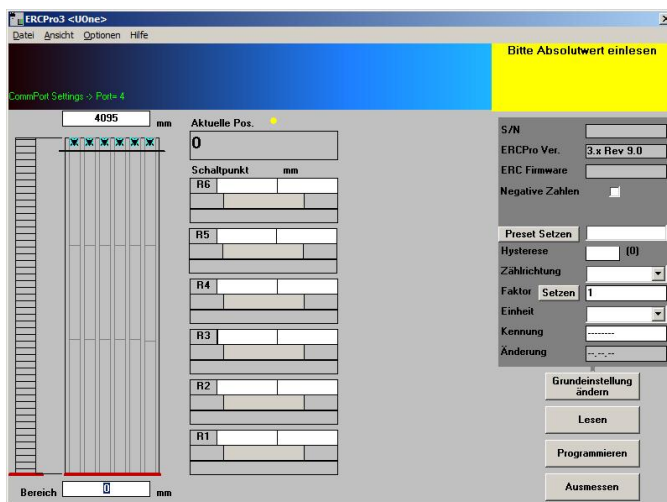 ERCPro3 <UOne>
Datei Ansicht Optionen Hilfe
Bitte Absolutwert einlesen
CommPort Settings -> Port= 4
4095 mm
Aktuelle Pos.
0
Schaltpunkt mm
R6
R5
R4
R3
R2
R1
Bereich 0 mm
S/N
ERCPro Ver. 3.x Rev 9.0
ERC Firmware
Negative Zahlen
Preset Setzen
Hysterese (0)
Zählrichtung
Faktor Setzen 1
Einheit
Kennung --------
Änderung --.--.--
Grundeinstellung
ändern
Lesen
Programmieren
Ausmessen